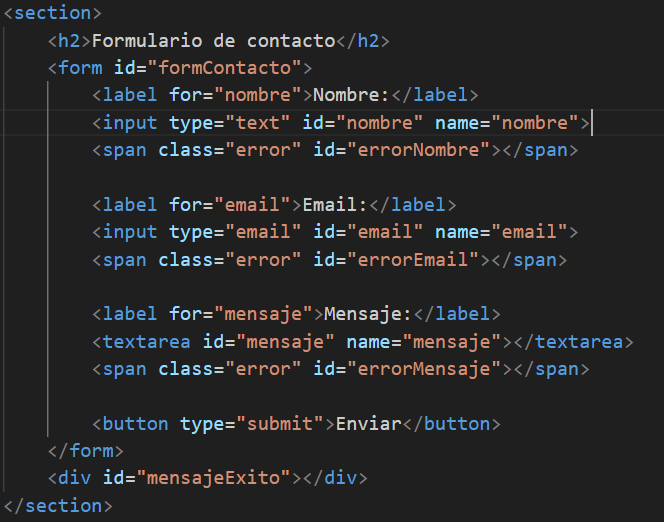 <section>
<h2>Formulario de contacto</h2>
<form id="formContacto">
<label for="nombre">Nombre:</label>
<input type="text" id="nombre" name="nombre">
<span class="error" id="errorNombre"></span>
<label for="email">Email:</label>
<input type="email" id="email" name="email">
<span class="error" id="errorEmail"></span>
<label for="mensaje">Mensaje:</label>
<textarea id="mensaje" name="mensaje"></textarea>
<span class="error" id="errorMensaje"></span>
<button type="submit">Enviar</button>
</form>
<div id="mensajeExito"></div>
</section>